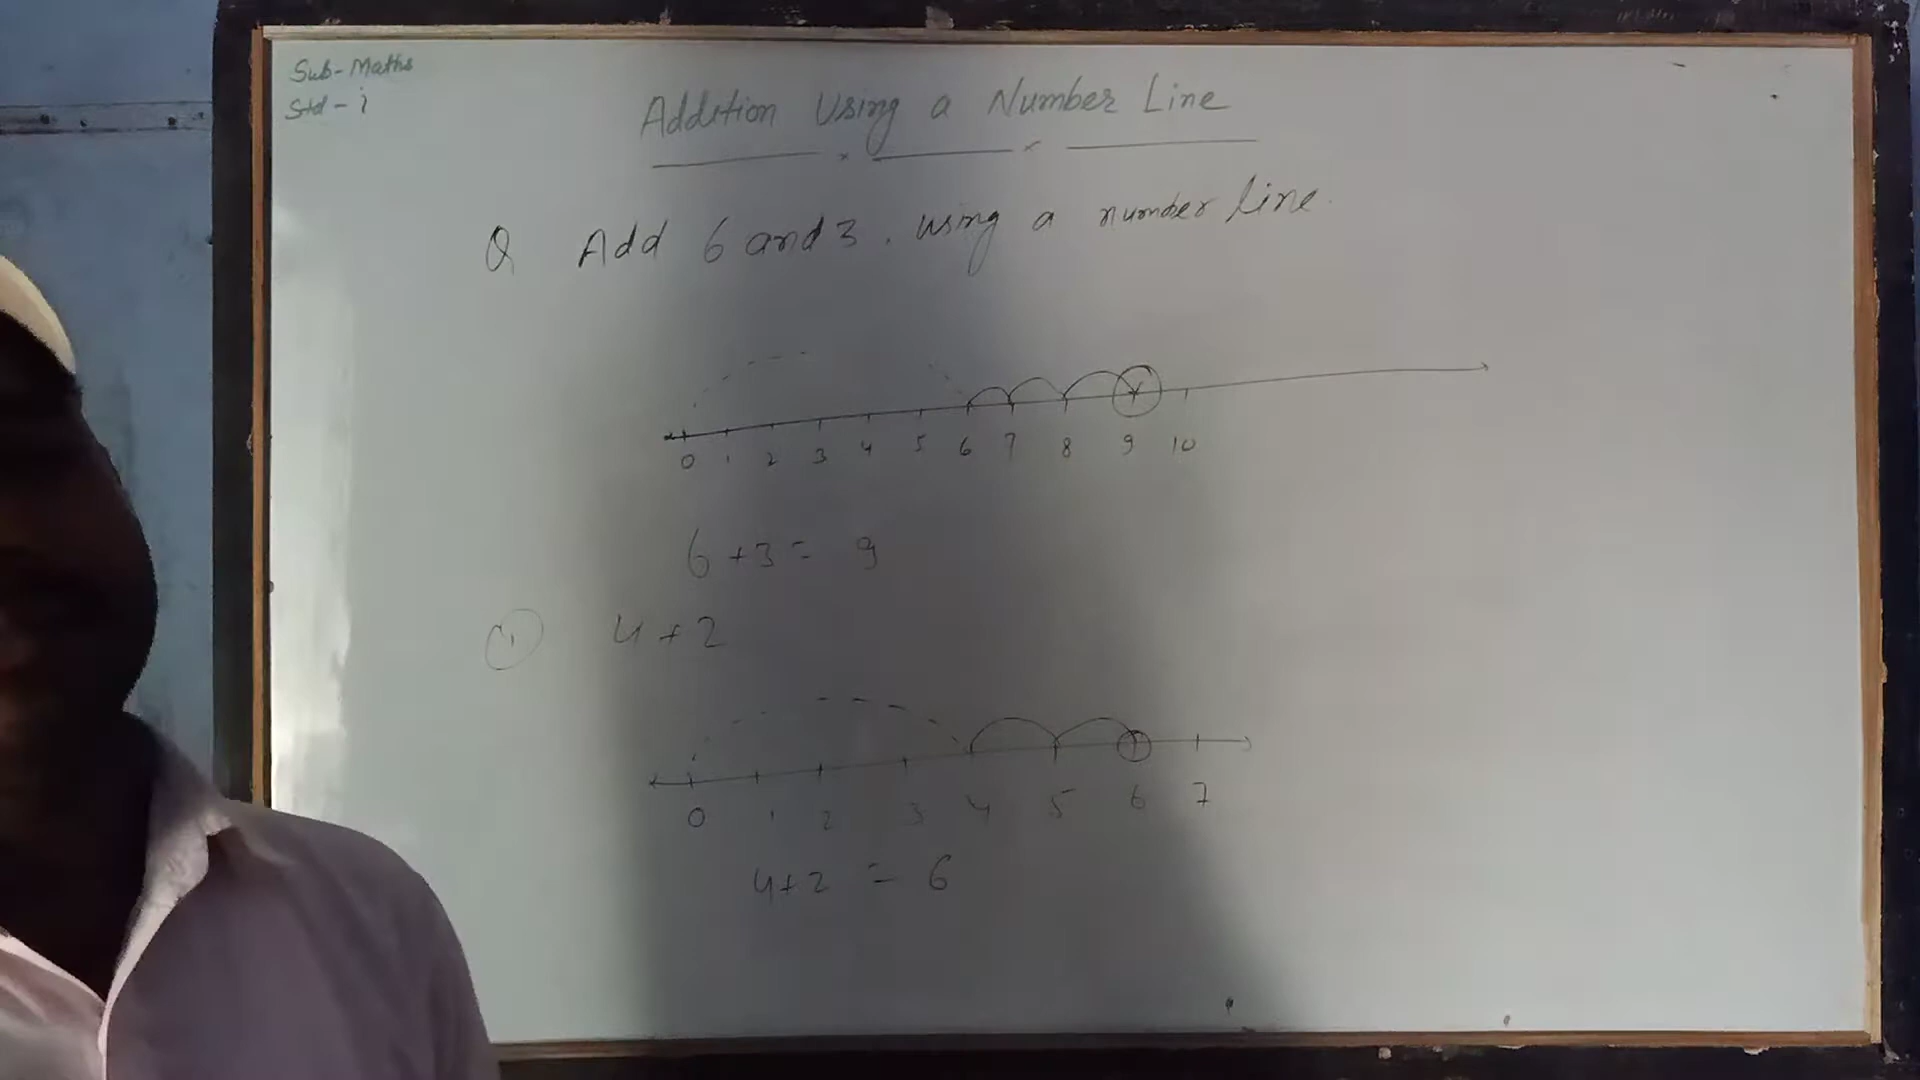 Sub-Maths
Std - i
Addition Using a Number Line
Q Add 6 and 3. using a number line.
0 1 2 3 4 5 6 7 8 9 10
6 + 3 = 9
1 4 + 2
0 1 2 3 4 5 6 7
4+2 = 6